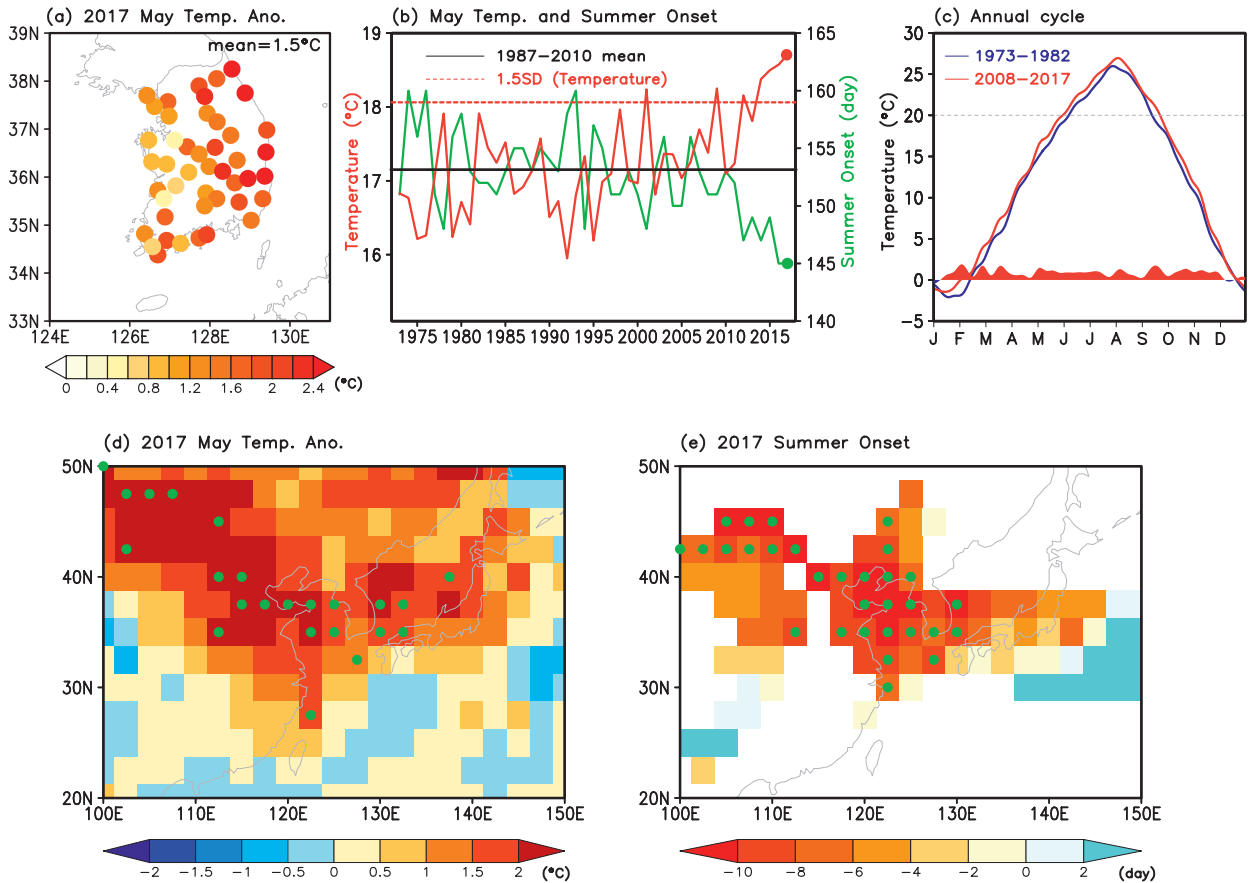 (a) 2017 May Temp. Ano.
mean=1.5°C
39N
38N
37N
36N
35N
34N
33N
124E 126E 128E 130E
0 0.4 0.8 1.2 1.6 2 2.4 (°C)
(b) May Temp. and Summer Onset
1987–2010 mean
1.5SD (Temperature)
Temperature (°C)
19
18
17
16
Summer Onset (day)
165
160
155
150
145
140
1975 1980 1985 1990 1995 2000 2005 2010 2015
(c) Annual cycle
1973–1982
2008–2017
Temperature (°C)
30
25
20
15
10
5
0
−5
J F M A M J J A S O N D
(d) 2017 May Temp. Ano.
50N
40N
30N
20N
100E 110E 120E 130E 140E 150E
−2 −1.5 −1 −0.5 0 0.5 1 1.5 2 (°C)
(e) 2017 Summer Onset
50N
40N
30N
20N
100E 110E 120E 130E 140E 150E
−10 −8 −6 −4 −2 0 2 (day)